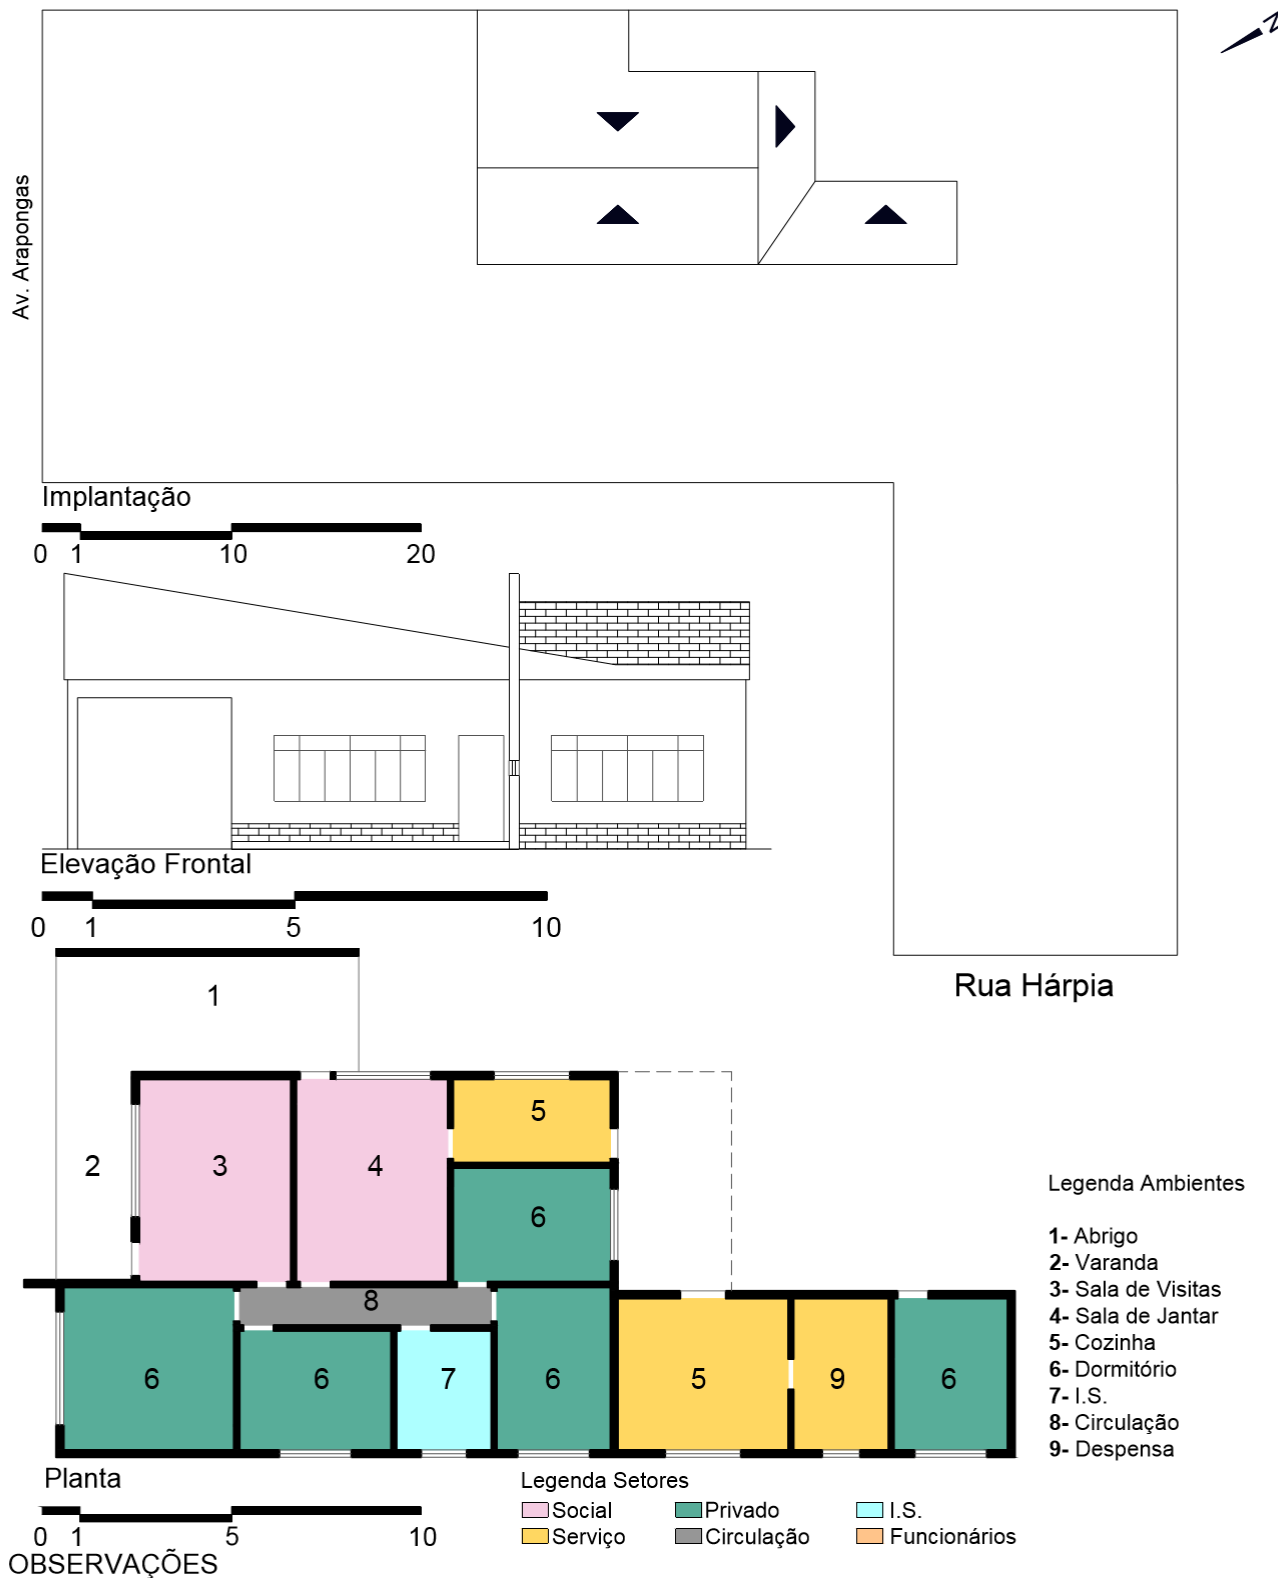 N
Av. Arapongas
Implantação
0 1 10 20
Elevação Frontal
0 1 5 10
Rua Hárpia
1
5
2 3 4
6
8
6 6 7 6 5 9 6
Legenda Ambientes
1- Abrigo
2- Varanda
3- Sala de Visitas
4- Sala de Jantar
5- Cozinha
6- Dormitório
7- I.S.
8- Circulação
9- Despensa
Planta
0 1 5 10
Legenda Setores
Social Privado I.S.
Serviço Circulação Funcionários
OBSERVAÇÕES